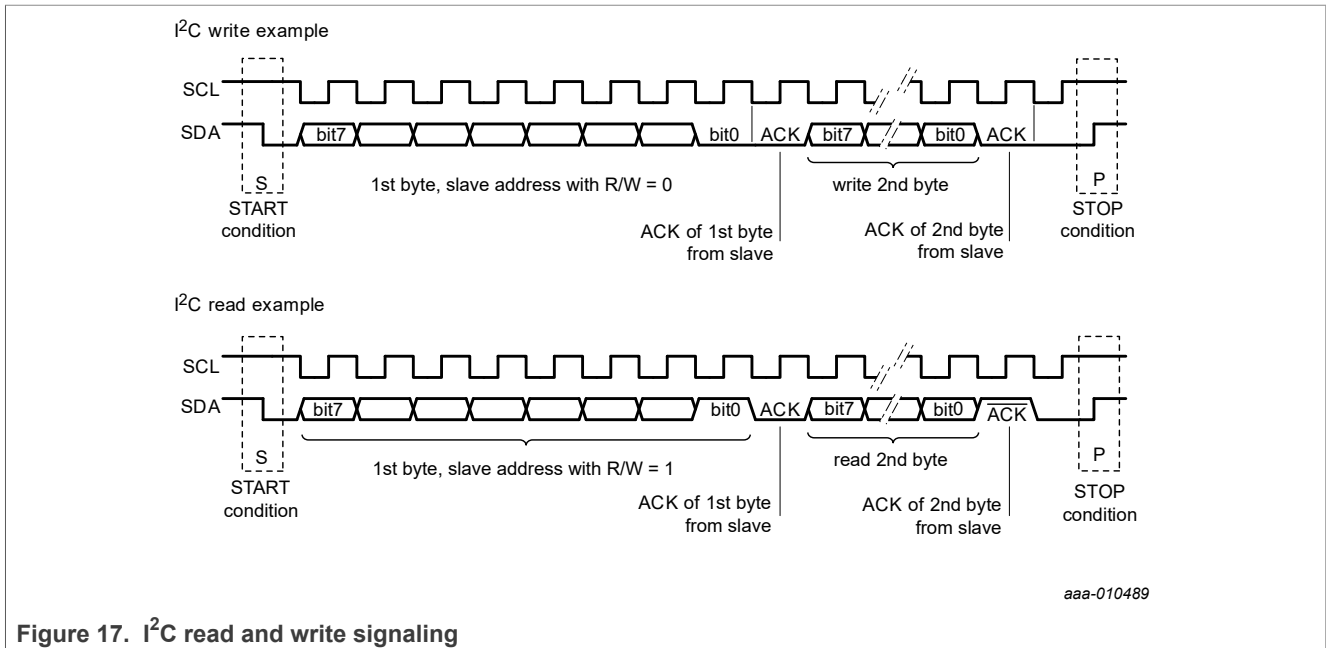 I²C write example
SCL
SDA
bit7
bit0
ACK
bit7
bit0
ACK
S
1st byte, slave address with R/W = 0
write 2nd byte
P
START
condition
ACK of 1st byte
from slave
ACK of 2nd byte
from slave
STOP
condition
I²C read example
SCL
SDA
bit7
bit0
ACK
bit7
bit0
A̅C̅K̅
S
1st byte, slave address with R/W = 1
read 2nd byte
P
START
condition
ACK of 1st byte
from slave
ACK of 2nd byte
from slave
STOP
condition
aaa-010489
Figure 17. I²C read and write signaling